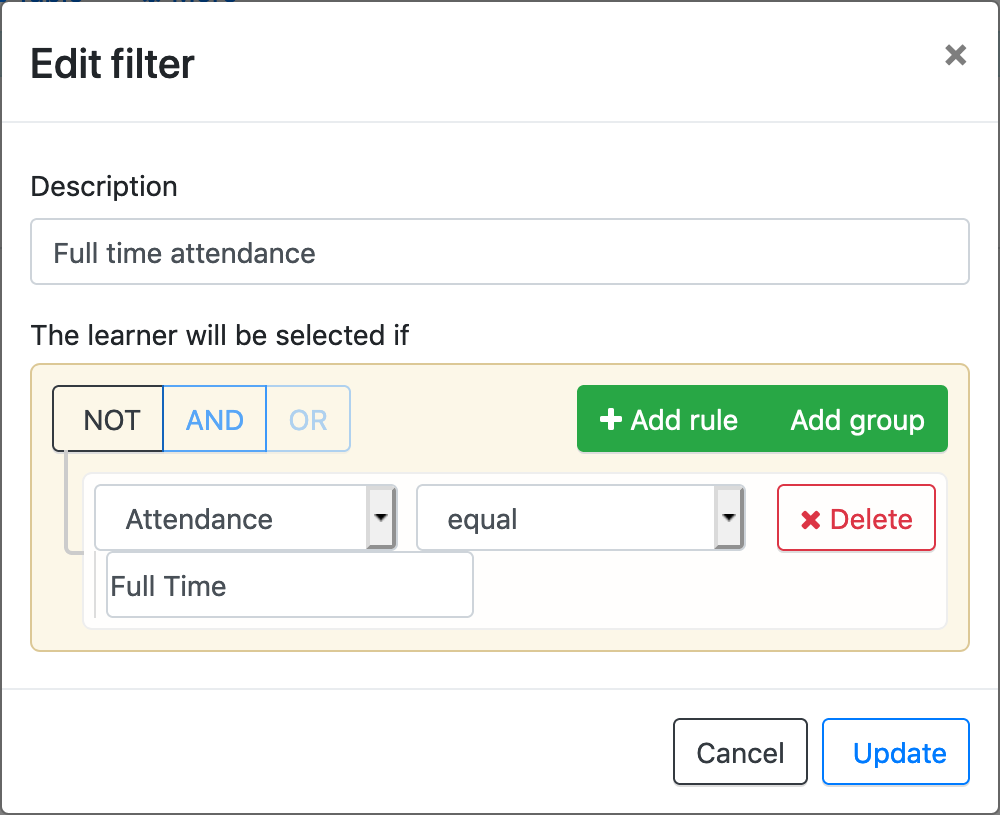 Edit filter
Description
Full time attendance
The learner will be selected if
NOT AND OR Add rule Add group
Attendance equal Delete
Full Time
Cancel Update